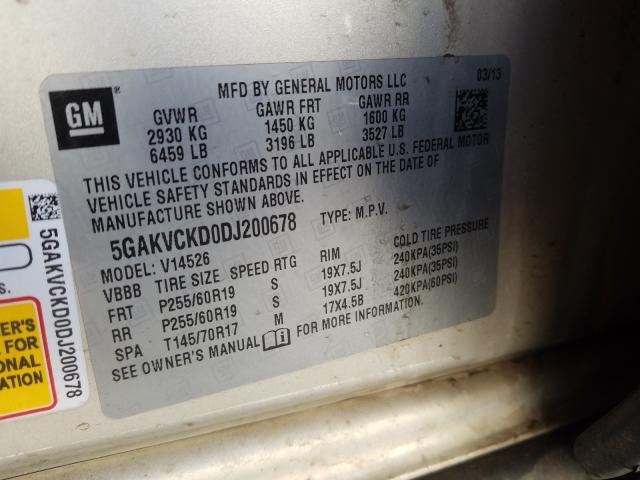 GM
MFD BY GENERAL MOTORS LLC
03/13
GVWR GAWR FRT GAWR RR
2930 KG 1450 KG 1600 KG
6459 LB 3196 LB 3527 LB
THIS VEHICLE CONFORMS TO ALL APPLICABLE U.S. FEDERAL MOTOR
VEHICLE SAFETY STANDARDS IN EFFECT ON THE DATE OF
MANUFACTURE SHOWN ABOVE.
5GAKVCKD0DJ200678 TYPE: M.P.V.
MODEL: V14526
VBBB TIRE SIZE SPEED RTG RIM COLD TIRE PRESSURE
FRT P255/60R19 S 19X7.5J 240KPA(35PSI)
RR P255/60R19 S 19X7.5J 240KPA(35PSI)
SPA T145/70R17 M 17X4.5B 420KPA(60PSI)
SEE OWNER'S MANUAL FOR MORE INFORMATION.
5GAKVCKD0DJ200678
S.
ER'S
FOR
ONAL
ATION